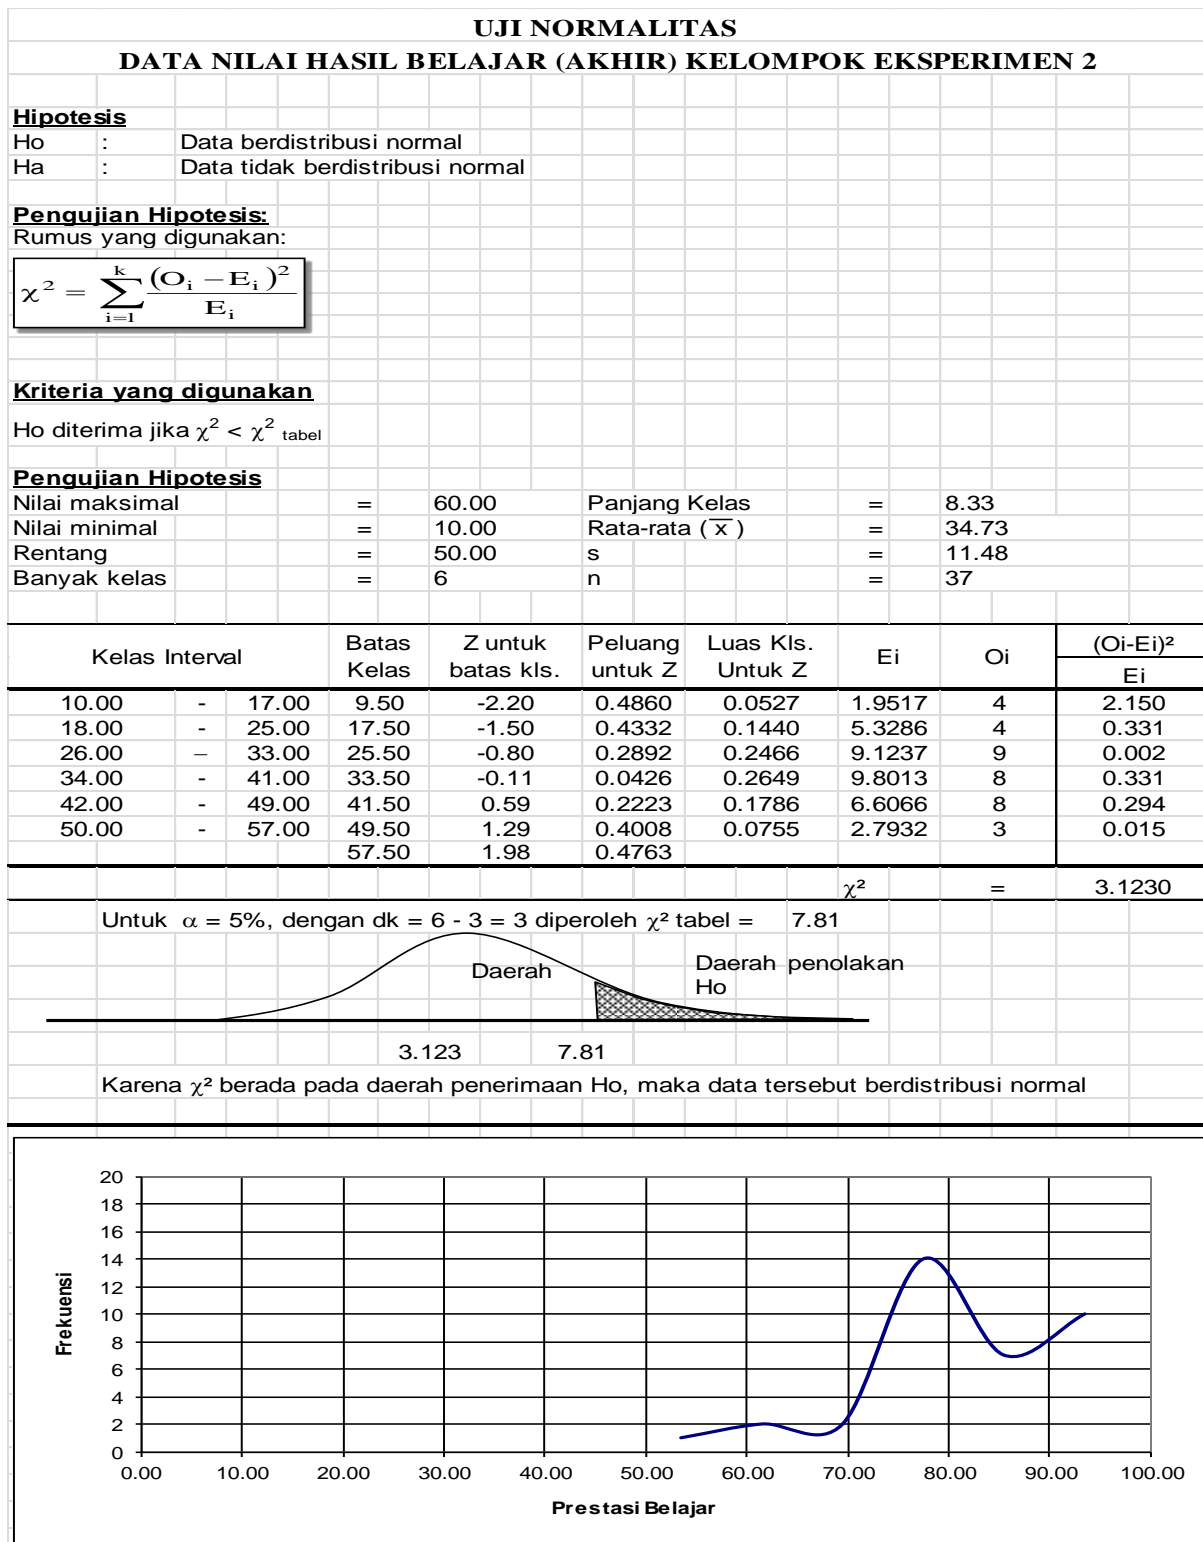 UJI NORMALITAS
DATA NILAI HASIL BELAJAR (AKHIR) KELOMPOK EKSPERIMEN 2
Hipotesis
Ho : Data berdistribusi normal
Ha : Data tidak berdistribusi normal
Pengujian Hipotesis:
Rumus yang digunakan:
χ² = ∑ᵏᵢ₌₁ (Oᵢ − Eᵢ)² / Eᵢ
Kriteria yang digunakan
Ho diterima jika χ² < χ² tabel
Pengujian Hipotesis
Nilai maksimal = 60.00 Panjang Kelas = 8.33
Nilai minimal = 10.00 Rata-rata ( x̅ ) = 34.73
Rentang = 50.00 s = 11.48
Banyak kelas = 6 n = 37
Kelas Interval Batas Kelas Z untuk batas kls. Peluang untuk Z Luas Kls. Untuk Z Ei Oi (Oi-Ei)² Ei
10.00 - 17.00 9.50 -2.20 0.4860 0.0527 1.9517 4 2.150
18.00 - 25.00 17.50 -1.50 0.4332 0.1440 5.3286 4 0.331
26.00 – 33.00 25.50 -0.80 0.2892 0.2466 9.1237 9 0.002
34.00 - 41.00 33.50 -0.11 0.0426 0.2649 9.8013 8 0.331
42.00 - 49.00 41.50 0.59 0.2223 0.1786 6.6066 8 0.294
50.00 - 57.00 49.50 1.29 0.4008 0.0755 2.7932 3 0.015
57.50 1.98 0.4763
χ² = 3.1230
Untuk α = 5%, dengan dk = 6 - 3 = 3 diperoleh χ² tabel = 7.81
Daerah
Daerah penolakan
Ho
3.123 7.81
Karena χ² berada pada daerah penerimaan Ho, maka data tersebut berdistribusi normal
Frekuensi
20
18
16
14
12
10
8
6
4
2
0
0.00 10.00 20.00 30.00 40.00 50.00 60.00 70.00 80.00 90.00 100.00
Prestasi Belajar